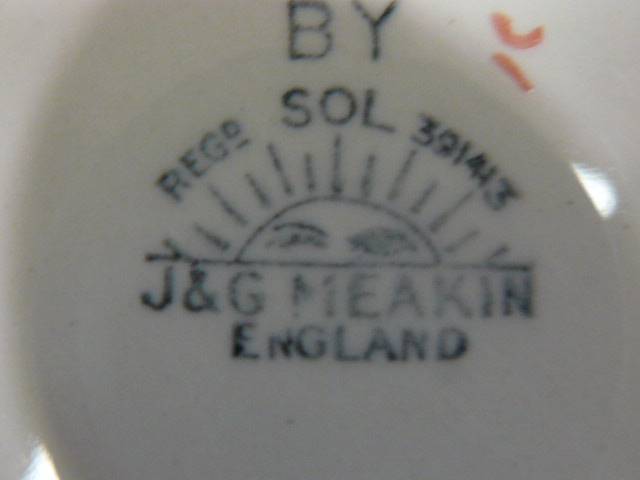 BY
SOL
REGD 391413
J&G MEAKIN
ENGLAND